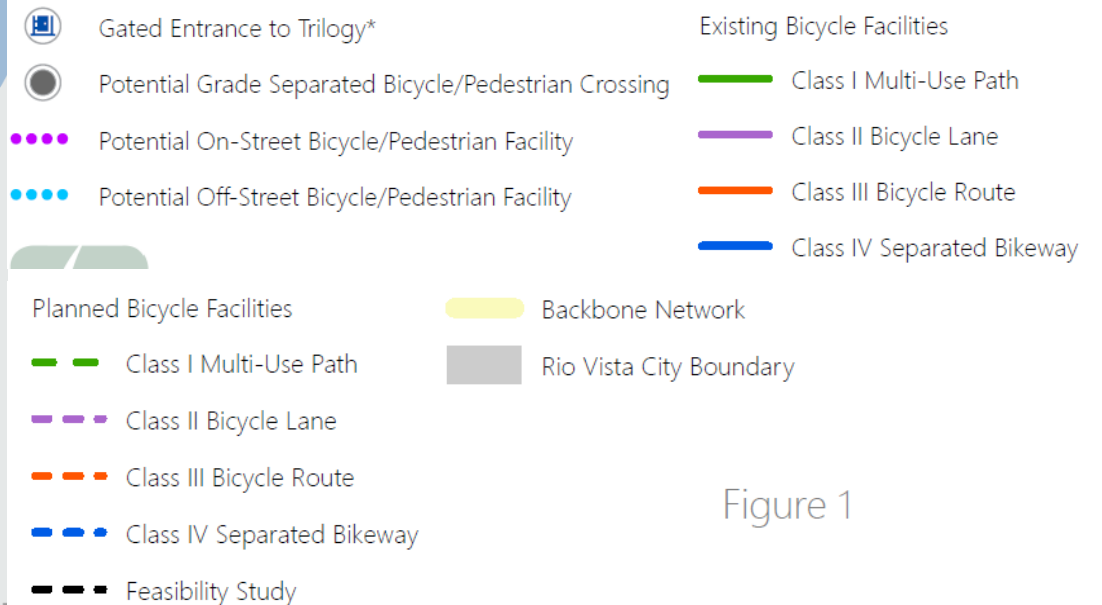 Gated Entrance to Trilogy*
Potential Grade Separated Bicycle/Pedestrian Crossing
Potential On-Street Bicycle/Pedestrian Facility
Potential Off-Street Bicycle/Pedestrian Facility
Existing Bicycle Facilities
Class I Multi-Use Path
Class II Bicycle Lane
Class III Bicycle Route
Class IV Separated Bikeway
Planned Bicycle Facilities
Class I Multi-Use Path
Class II Bicycle Lane
Class III Bicycle Route
Class IV Separated Bikeway
Feasibility Study
Backbone Network
Rio Vista City Boundary
Figure 1